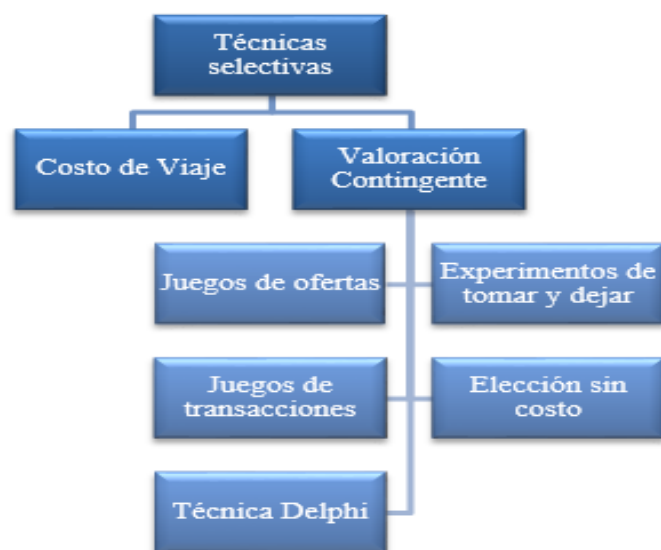 Técnicas
selectivas
Costo de Viaje
Valoración
Contingente
Juegos de ofertas
Experimentos de
tomar y dejar
Juegos de
transacciones
Elección sin
costo
Técnica Delphi